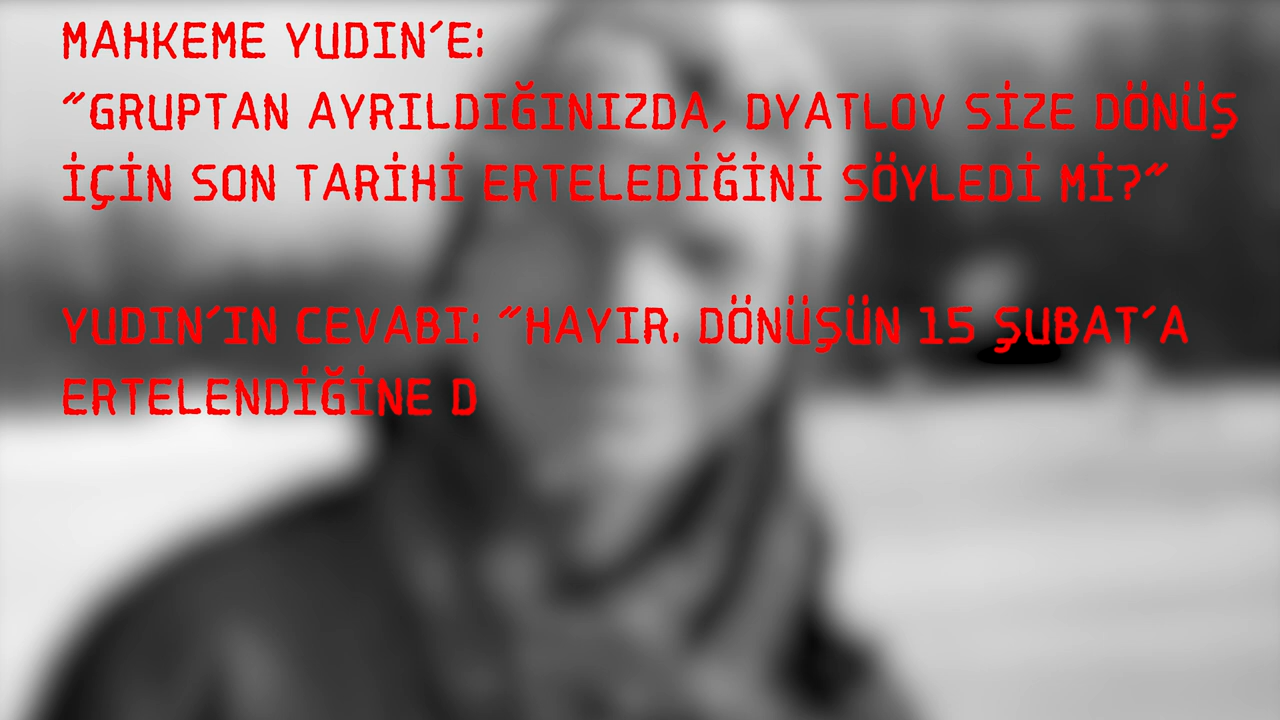 MAHKEME YUDIN'E:
"GRUPTAN AYRILDIĞINIZDA, DYATLOV SİZE DÖNÜŞ
İÇİN SON TARİHİ ERTELEDİĞİNİ SÖYLEDİ Mİ?"
YUDIN'IN CEVABI: "HAYIR. DÖNÜŞÜN 15 ŞUBAT'A
ERTELENDİĞİNE D